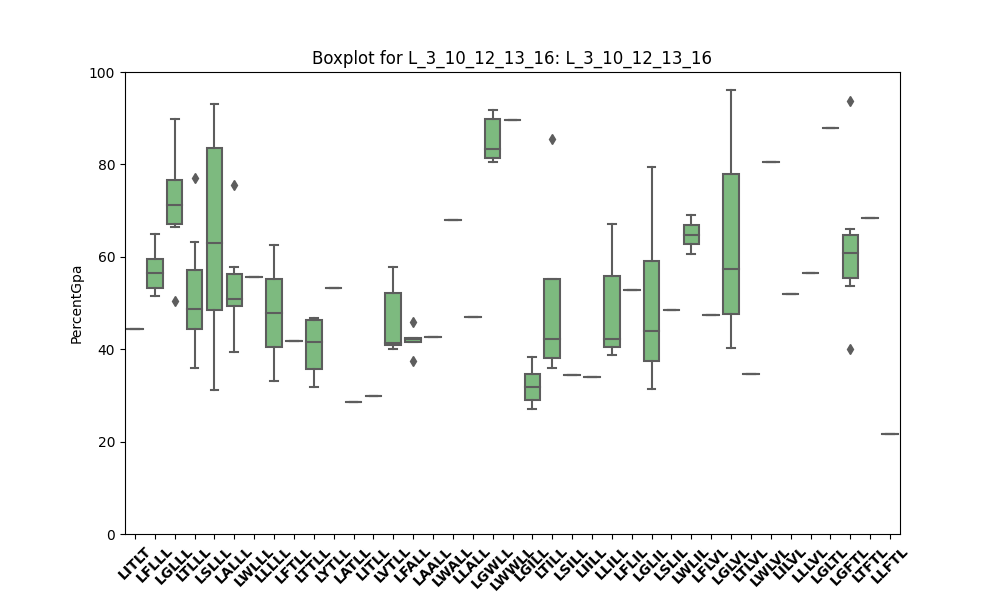 Boxplot for L_3_10_12_13_16: L_3_10_12_13_16
PercentGpa
100
80
60
40
20
0
LITLT
LFLLL
LGLLL
LTLLL
LSLLL
LALLL
LWLLL
LLLLL
LFTLL
LTTLL
LYTLL
LATLL
LITLL
LVTLL
LFALL
LAALL
LWALL
LLALL
LGWLL
LWWLL
LGILL
LTILL
LSILL
LIILL
LLILL
LFLIL
LGLIL
LSLIL
LWLIL
LFLVL
LGLVL
LTLVL
LWLVL
LILVL
LLLVL
LGLTL
LGFTL
LTFTL
LLFTL